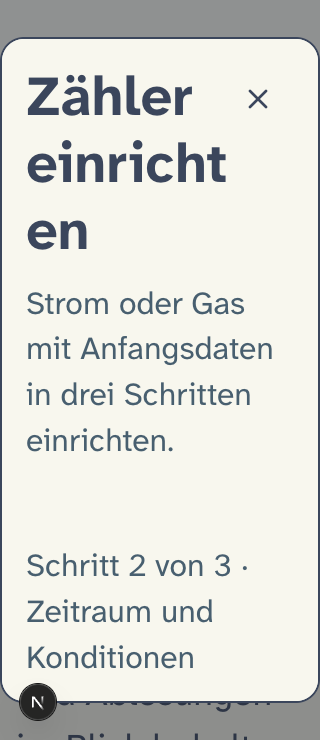 Zähler
einricht
en
Strom oder Gas
mit Anfangsdaten
in drei Schritten
einrichten.
Schritt 2 von 3 ·
Zeitraum und
Konditionen
N